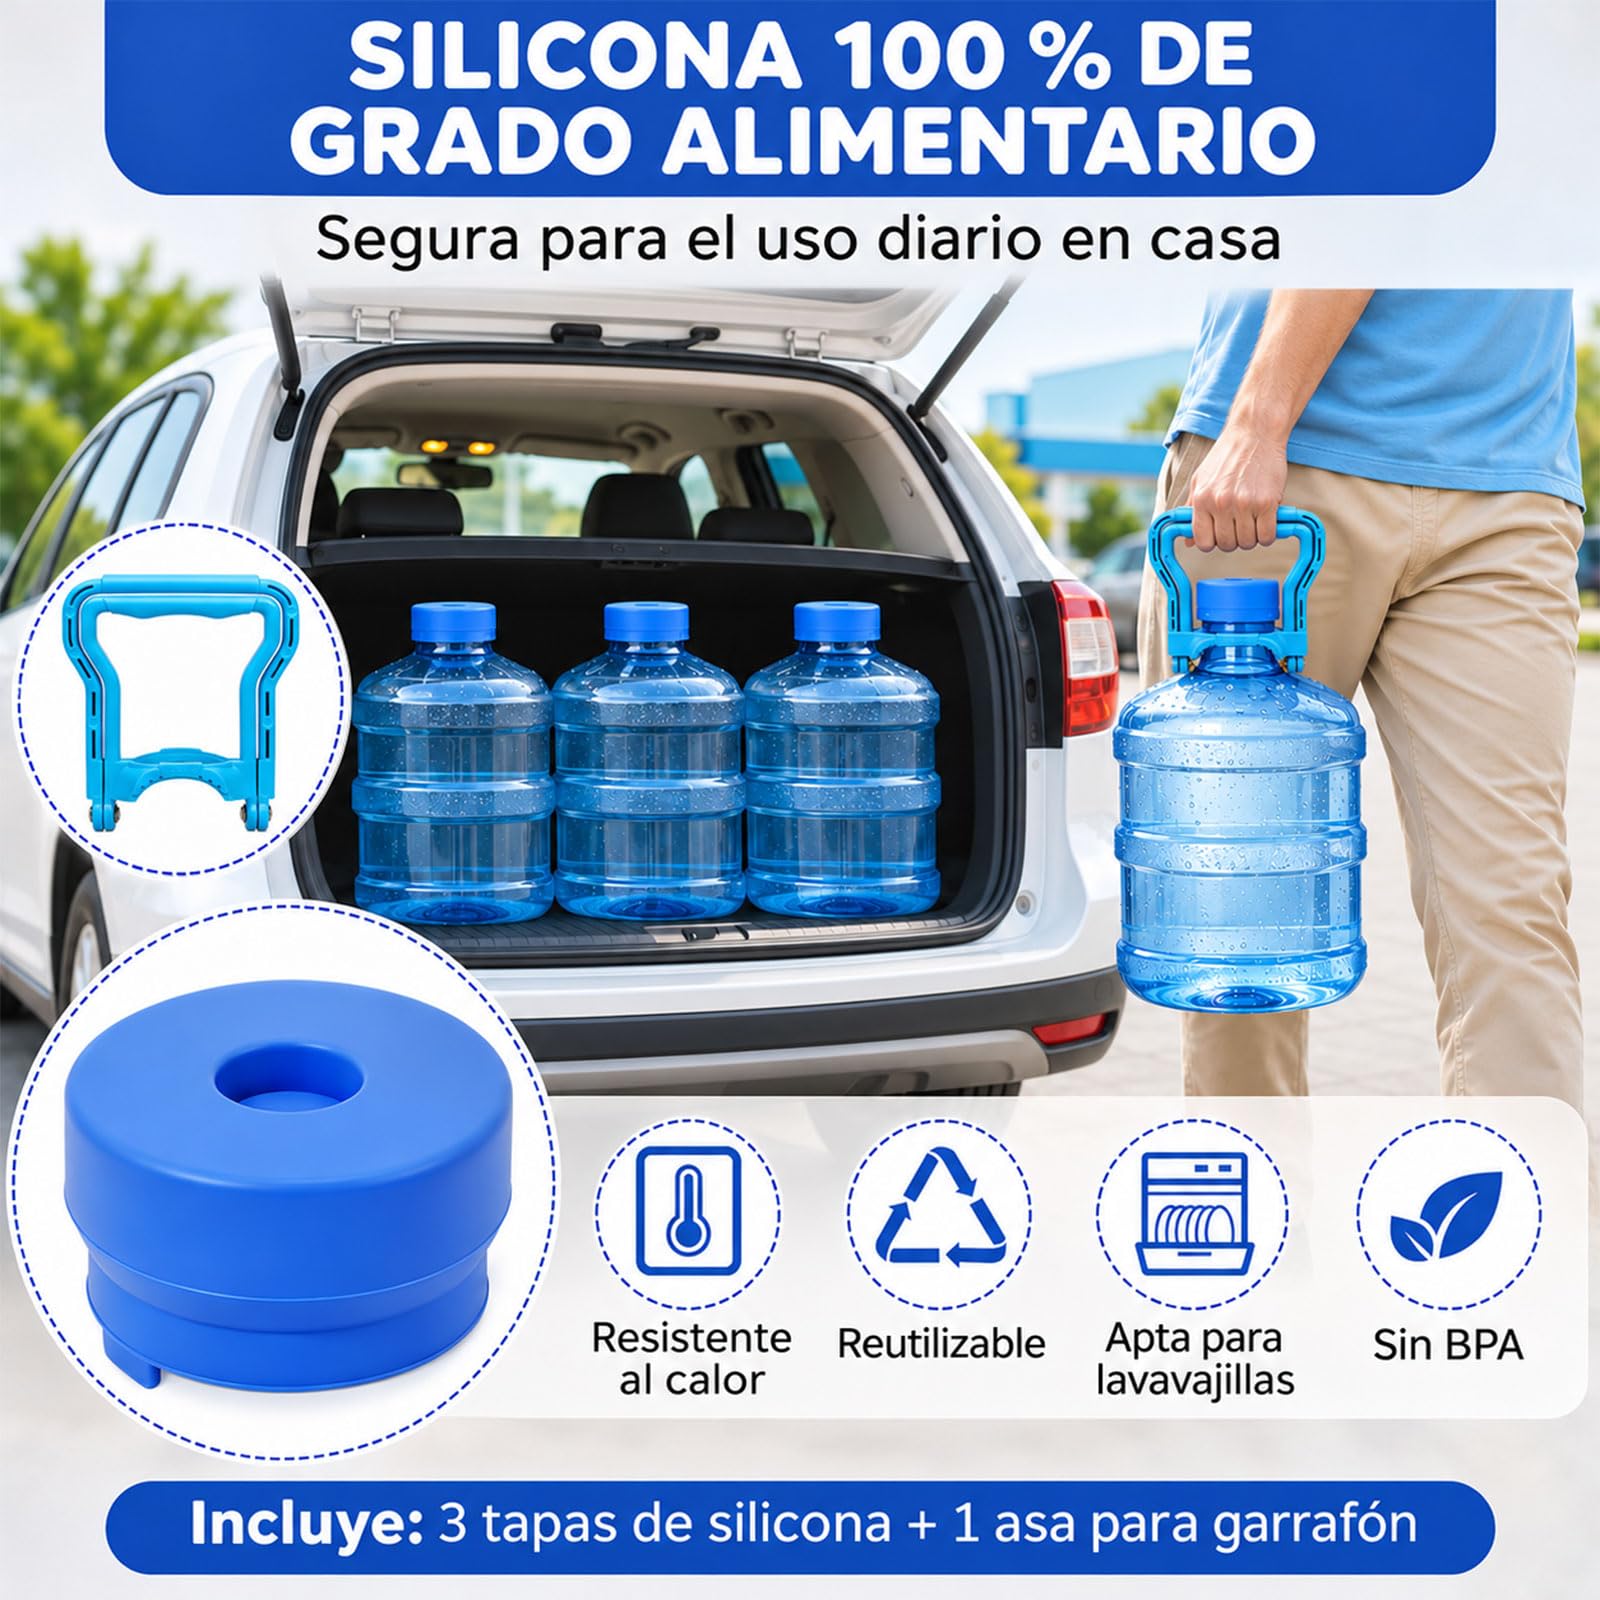 SILICONA 100 % DE
GRADO ALIMENTARIO
Segura para el uso diario en casa
Resistente
al calor
Reutilizable
Apta para
lavavajillas
Sin BPA
Incluye: 3 tapas de silicona + 1 asa para garrafón